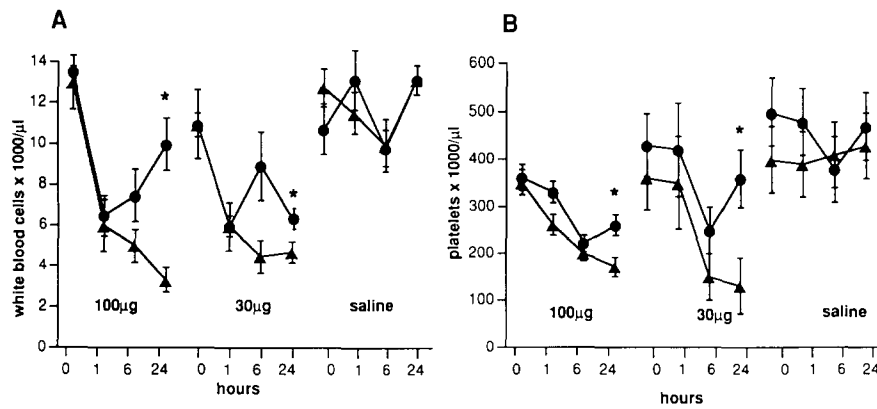 A
white blood cells x 1000/µl
14
12
10
8
6
4
2
0
*
*
100µg
30µg
saline
0 1 6 24 0 1 6 24 0 1 6 24
hours
B
platelets x 1000/µl
600
500
400
300
200
100
0
*
*
100µg
30µg
saline
0 1 6 24 0 1 6 24 0 1 6 24
hours